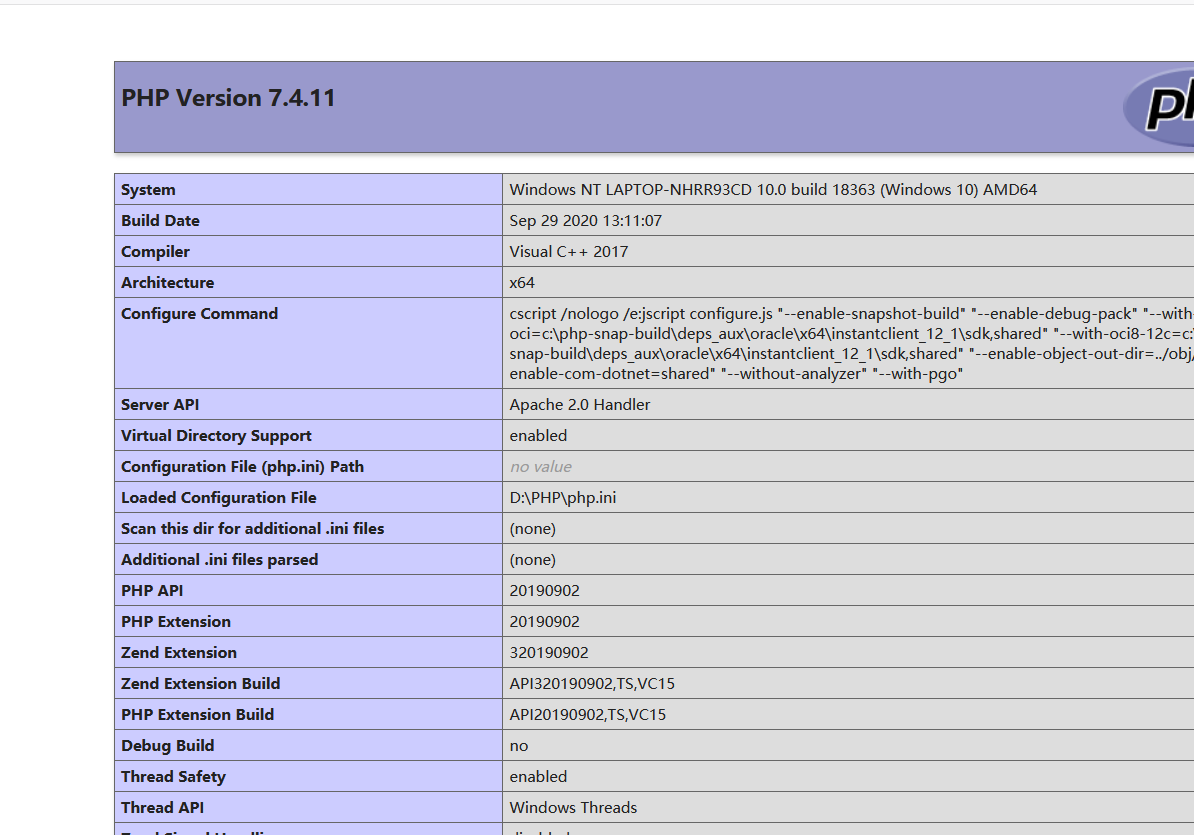 PHP Version 7.4.11
System Windows NT LAPTOP-NHRR93CD 10.0 build 18363 (Windows 10) AMD64
Build Date Sep 29 2020 13:11:07
Compiler Visual C++ 2017
Architecture x64
Configure Command cscript /nologo /e:jscript configure.js "--enable-snapshot-build" "--enable-debug-pack" "--with-
oci=c:\php-snap-build\deps_aux\oracle\x64\instantclient_12_1\sdk,shared" "--with-oci8-12c=c:
snap-build\deps_aux\oracle\x64\instantclient_12_1\sdk,shared" "--enable-object-out-dir=../obj/
enable-com-dotnet=shared" "--without-analyzer" "--with-pgo"
Server API Apache 2.0 Handler
Virtual Directory Support enabled
Configuration File (php.ini) Path no value
Loaded Configuration File D:\PHP\php.ini
Scan this dir for additional .ini files (none)
Additional .ini files parsed (none)
PHP API 20190902
PHP Extension 20190902
Zend Extension 320190902
Zend Extension Build API320190902,TS,VC15
PHP Extension Build API20190902,TS,VC15
Debug Build no
Thread Safety enabled
Thread API Windows Threads